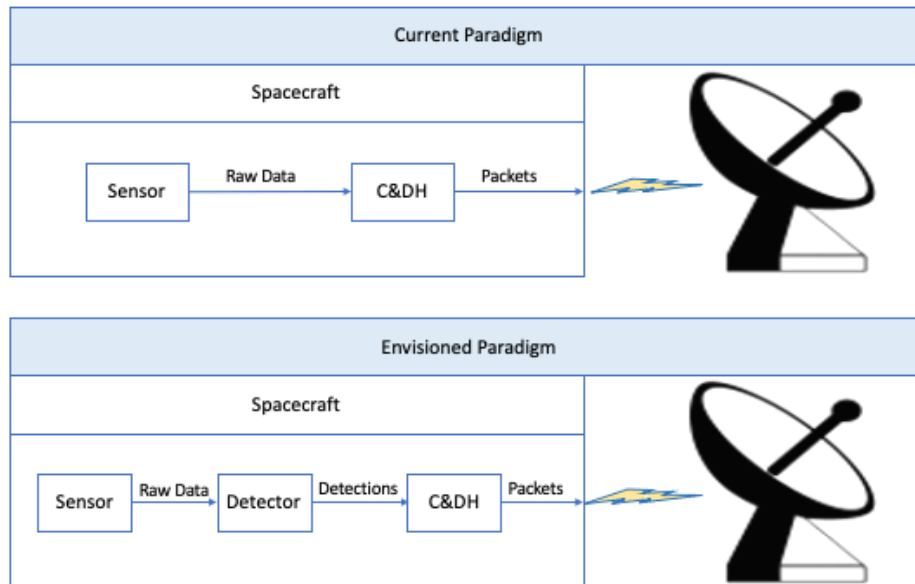 Current Paradigm
Spacecraft
Sensor
Raw Data
C&DH
Packets
Envisioned Paradigm
Spacecraft
Sensor
Raw Data
Detector
Detections
C&DH
Packets